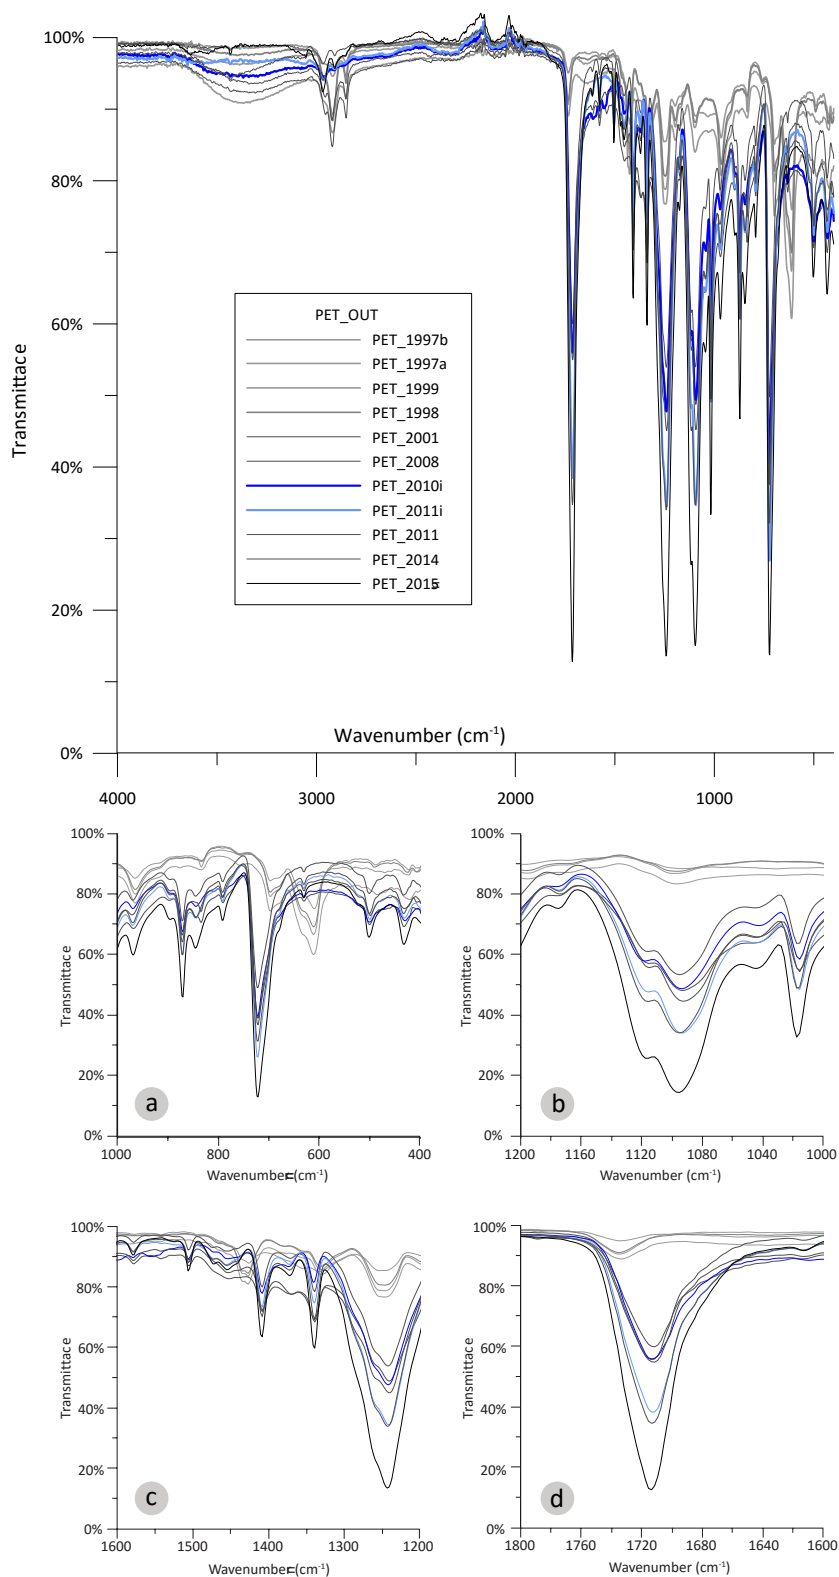 100%
80%
60%
40%
20%
0%
Transmittace
PET_OUT
PET_1997b
PET_1997a
PET_1999
PET_1998
PET_2001
PET_2008
PET_2010i
PET_2011i
PET_2011
PET_2014
PET_2015
Wavenumber (cm-1)
4000 3000 2000 1000
100%
80%
60%
40%
20%
0%
Transmittace
a
1000 800 600 400
Wavenumber (cm-1)
100%
80%
60%
40%
20%
0%
Transmittace
b
1200 1160 1120 1080 1040 1000
Wavenumber (cm-1)
100%
80%
60%
40%
20%
0%
Transmittace
c
1600 1500 1400 1300 1200
Wavenumber (cm-1)
100%
80%
60%
40%
20%
0%
Transmittace
d
1800 1760 1720 1680 1640 1600
Wavenumber (cm-1)